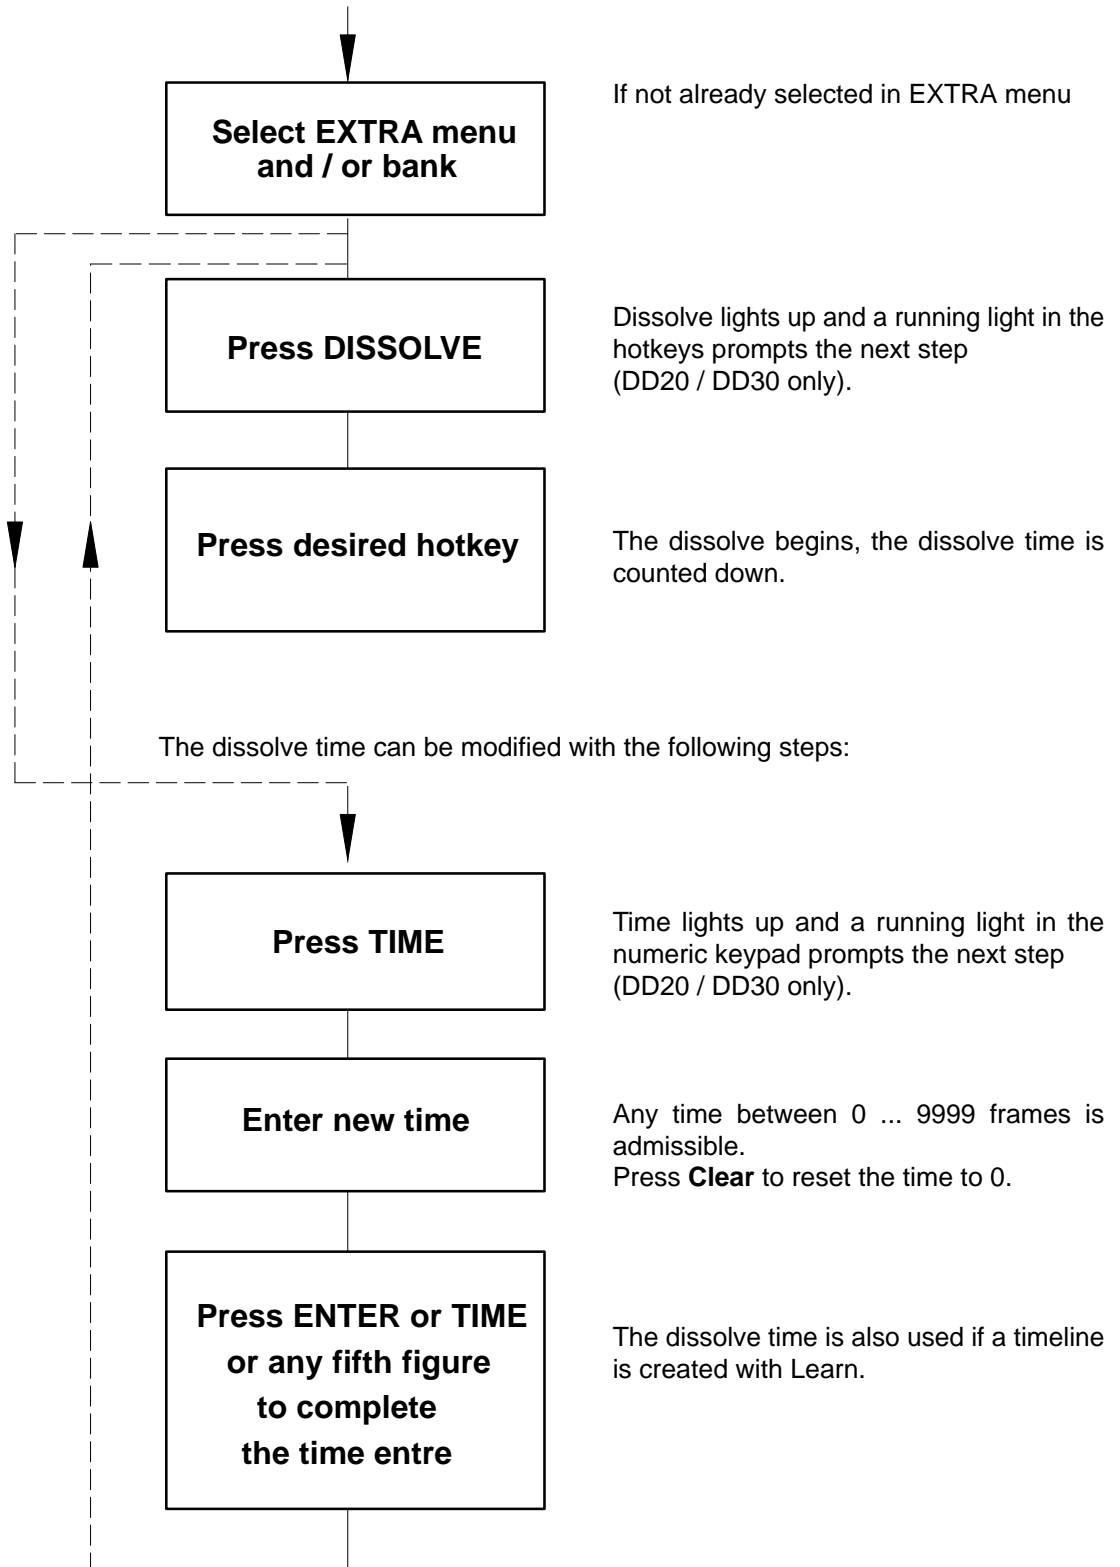 Select EXTRA menu
and / or bank
If not already selected in EXTRA menu
Press DISSOLVE
Dissolve lights up and a running light in the
hotkeys prompts the next step
(DD20 / DD30 only).
Press desired hotkey
The dissolve begins, the dissolve time is
counted down.
The dissolve time can be modified with the following steps:
Press TIME
Time lights up and a running light in the
numeric keypad prompts the next step
(DD20 / DD30 only).
Enter new time
Any time between 0 ... 9999 frames is
admissible.
Press Clear to reset the time to 0.
Press ENTER or TIME
or any fifth figure
to complete
the time entre
The dissolve time is also used if a timeline
is created with Learn.